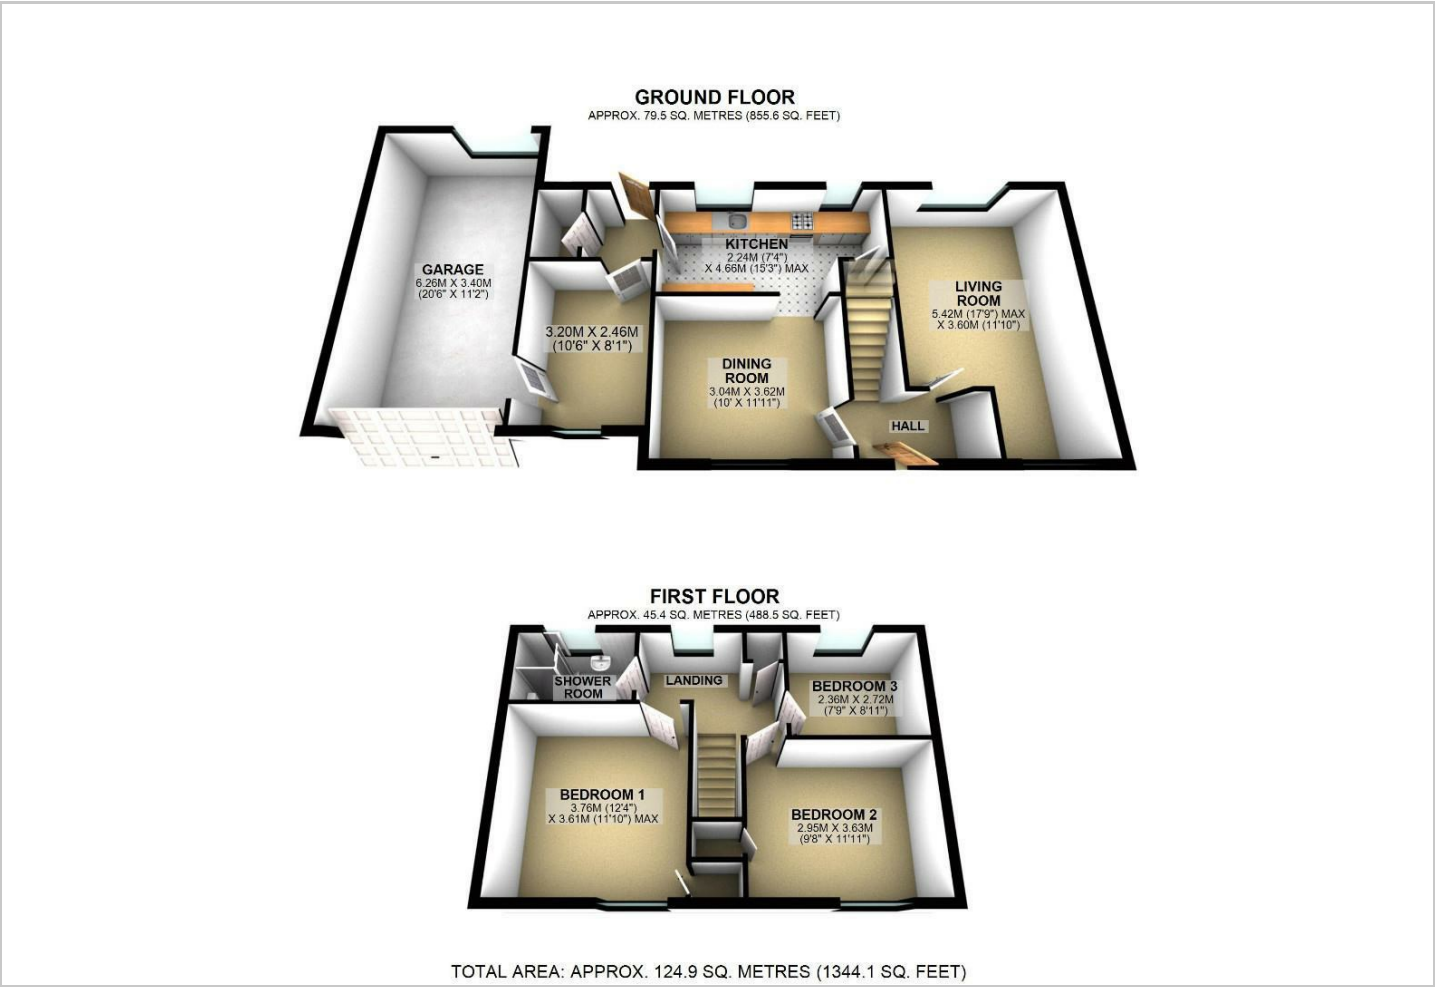 GROUND FLOOR
APPROX. 79.5 SQ. METRES (855.6 SQ. FEET)
GARAGE
6.26M X 3.40M
(20'6" X 11'2")
3.20M X 2.46M
(10'6" X 8'1")
KITCHEN
2.24M (7'4")
X 4.66M (15'3") MAX
DINING
ROOM
3.04M X 3.62M
(10' X 11'11")
HALL
LIVING
ROOM
5.42M (17'9") MAX
X 3.60M (11'10")
FIRST FLOOR
APPROX. 45.4 SQ. METRES (488.5 SQ. FEET)
SHOWER
ROOM
LANDING
BEDROOM 3
2.36M X 2.72M
(7'9" X 8'11")
BEDROOM 1
3.76M (12'4")
X 3.61M (11'10") MAX
BEDROOM 2
2.95M X 3.63M
(9'8" X 11'11")
TOTAL AREA: APPROX. 124.9 SQ. METRES (1344.1 SQ. FEET)